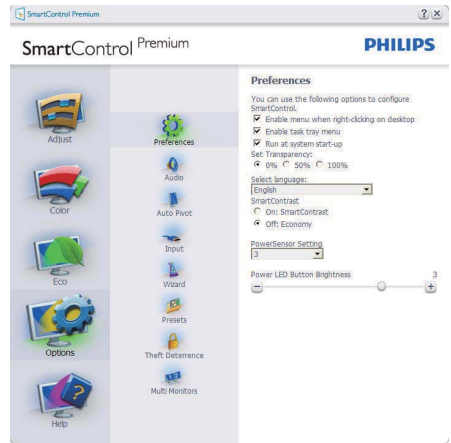 SmartControl Premium
SmartControl Premium
PHILIPS
Adjust
Color
Eco
Options
Help
Preferences
Audio
Auto Pivot
Input
Wizard
Presets
Theft Deterrence
Multi Monitors
Preferences
You can use the following options to configure
SmartControl.
Enable menu when right-clicking on desktop
Enable task tray menu
Run at system start-up
Set Transparency:
0% 50% 100%
Select language:
English
SmartContrast
On: SmartContrast
Off: Economy
PowerSensor Setting
3
Power LED Button Brightness 3